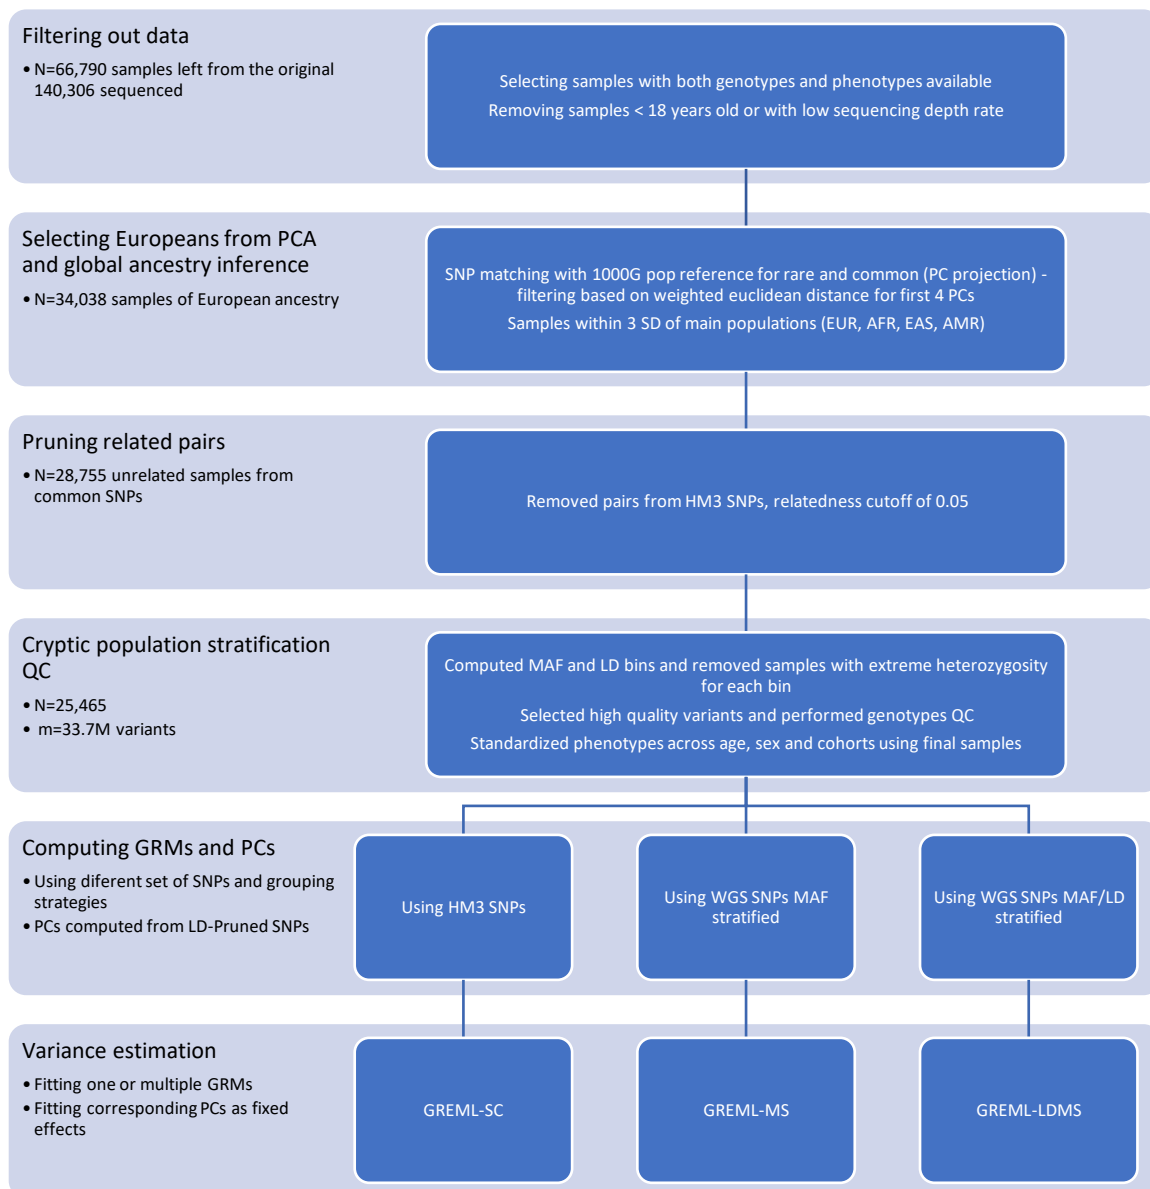 Filtering out data
• N=66,790 samples left from the original
140,306 sequenced
Selecting samples with both genotypes and phenotypes available
Removing samples < 18 years old or with low sequencing depth rate
Selecting Europeans from PCA
and global ancestry inference
• N=34,038 samples of European ancestry
SNP matching with 1000G pop reference for rare and common (PC projection) -
filtering based on weighted euclidean distance for first 4 PCs
Samples within 3 SD of main populations (EUR, AFR, EAS, AMR)
Pruning related pairs
• N=28,755 unrelated samples from
common SNPs
Removed pairs from HM3 SNPs, relatedness cutoff of 0.05
Cryptic population stratification
QC
• N=25,465
• m=33.7M variants
Computed MAF and LD bins and removed samples with extreme heterozygosity
for each bin
Selected high quality variants and performed genotypes QC
Standardized phenotypes across age, sex and cohorts using final samples
Computing GRMs and PCs
• Using diferent set of SNPs and grouping
strategies
• PCs computed from LD-Pruned SNPs
Using HM3 SNPs
Using WGS SNPs MAF
stratified
Using WGS SNPs MAF/LD
stratified
Variance estimation
• Fitting one or multiple GRMs
• Fitting corresponding PCs as fixed
effects
GREML-SC
GREML-MS
GREML-LDMS